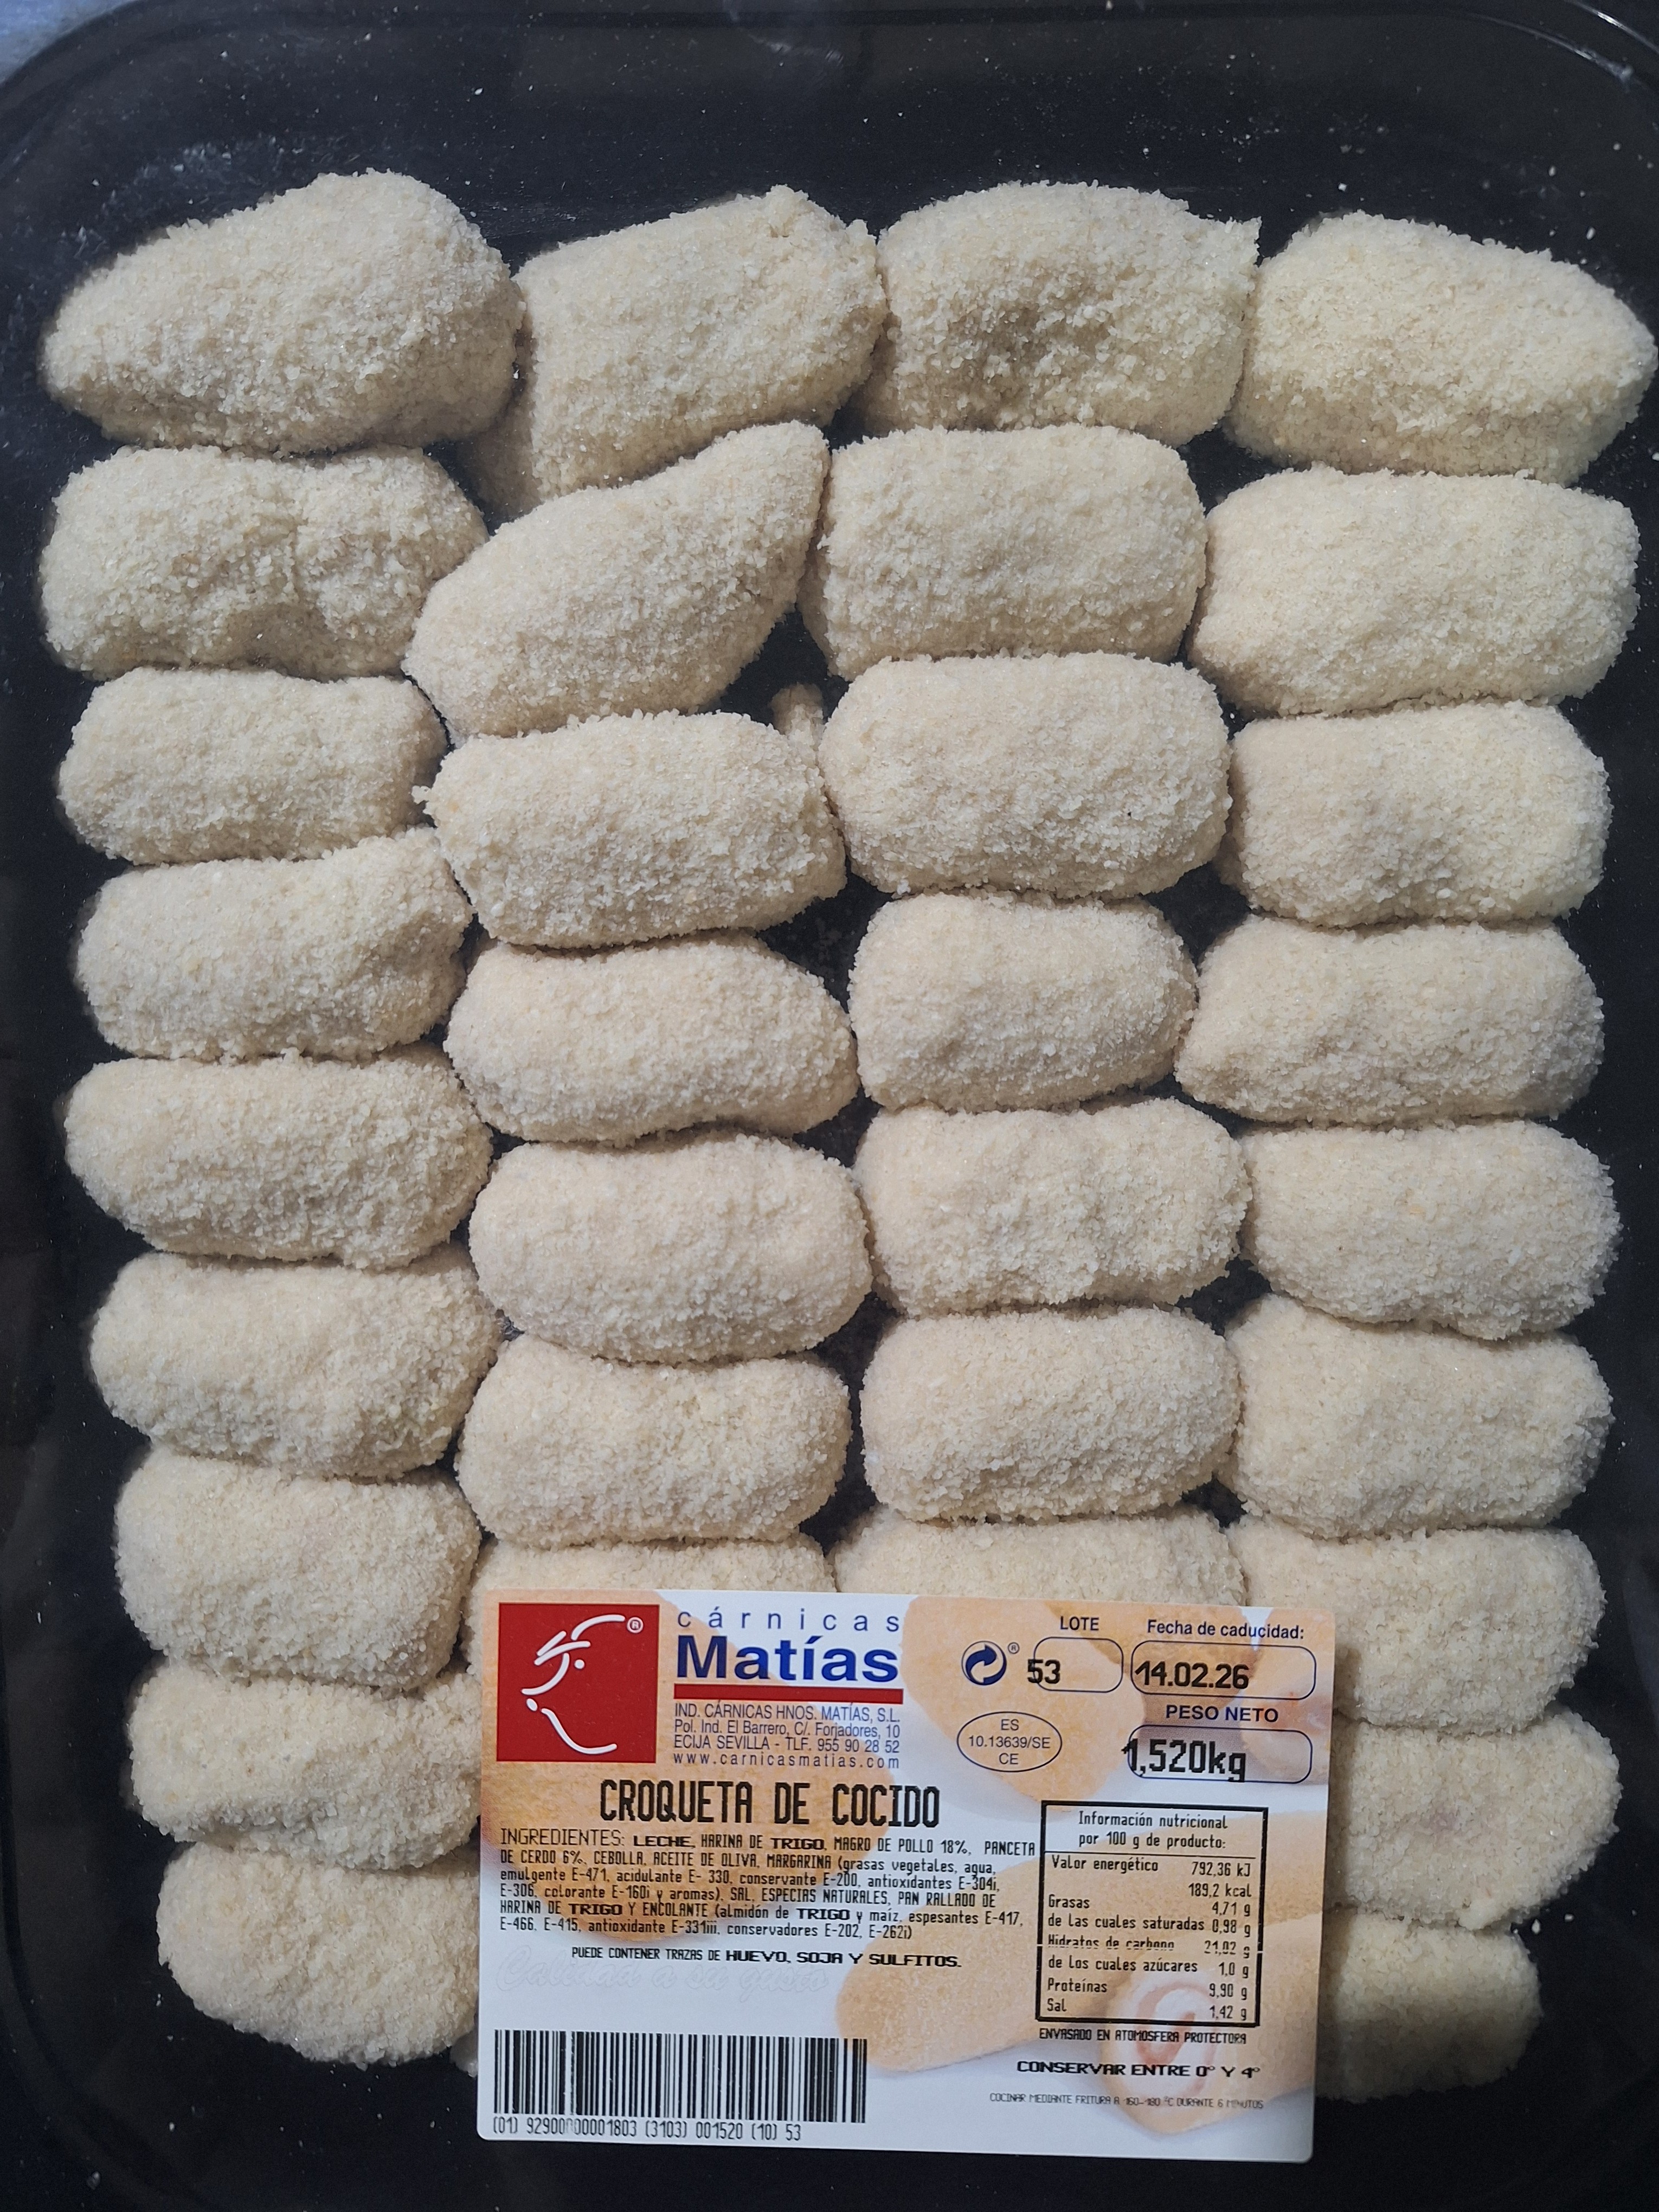 cárnicas
Matías
IND. CÁRNICAS HNOS. MATÍAS, S.L.
Pol. Ind. El Barrero, C/. Forjadores, 10
ECIJA SEVILLA - TLF. 955 90 28 52
www.carnicasmatias.com
LOTE
53
Fecha de caducidad:
14.02.26
PESO NETO
1,520kg
ES
10.13639/SE
CE
CROQUETA DE COCIDO
INGREDIENTES: LECHE, HARINA DE TRIGO, MAGRO DE POLLO 18%, PANCETA
DE CERDO 6%, CEBOLLA, ACEITE DE OLIVA, MARGARINA (grasas vegetales, agua,
emulgente E-471, acidulante E- 330, conservante E-200, antioxidantes E-304i,
E-306, colorante E-160i y aromas), SAL, ESPECIAS NATURALES, PAN RALLADO DE
HARINA DE TRIGO Y ENCOLANTE (almidón de TRIGO y maíz, espesantes E-417,
E-466, E-415, antioxidante E-331iii, conservadores E-202, E-262i)
PUEDE CONTENER TRAZAS DE HUEVO, SOJA Y SULFITOS.
Información nutricional
por 100 g de producto:
Valor energético 792,36 kJ
189,2 kcal
Grasas 4,71 g
de las cuales saturadas 0,98 g
Hidratos de carbono 21,02 g
de los cuales azúcares 1,0 g
Proteínas 9,90 g
Sal 1,42 g
ENVASADO EN ATOMOSFERA PROTECTORA
CONSERVAR ENTRE 0º Y 4º
COCINAR MEDIANTE FRITURA A 160-180 ºC DURANTE 6 MINUTOS
(01) 92900000001803 (3103) 001520 (10) 53